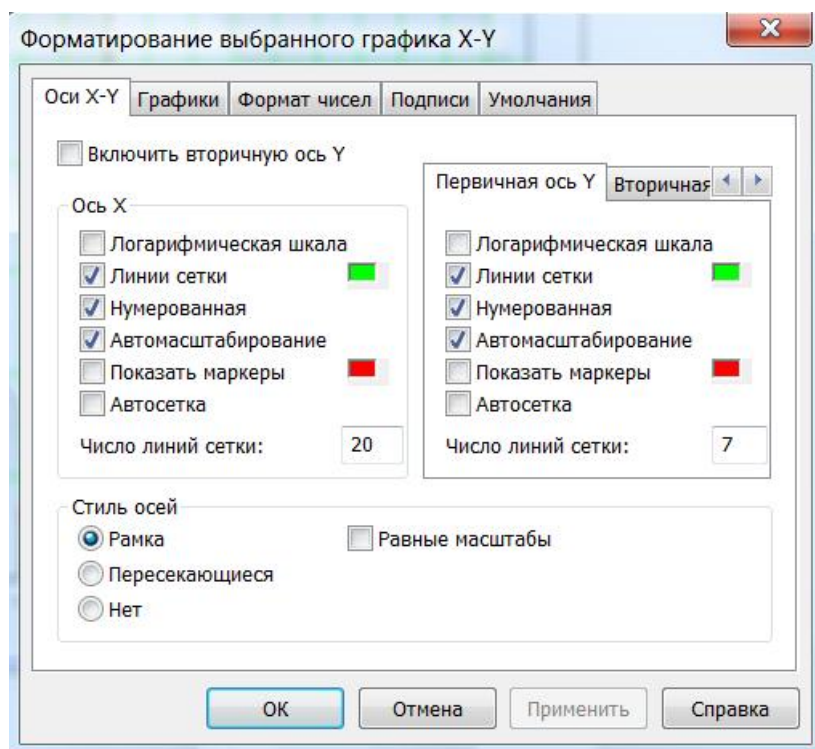 Форматирование выбранного графика X-Y
Оси X-Y Графики Формат чисел Подписи Умолчания
Включить вторичную ось Y
Первичная ось Y Вторичная
Ось X
Логарифмическая шкала
Линии сетки
Нумерованная
Автомасштабирование
Показать маркеры
Автосетка
Число линий сетки: 20
Логарифмическая шкала
Линии сетки
Нумерованная
Автомасштабирование
Показать маркеры
Автосетка
Число линий сетки: 7
Стиль осей
Рамка
Равные масштабы
Пересекающиеся
Нет
ОК Отмена Применить Справка